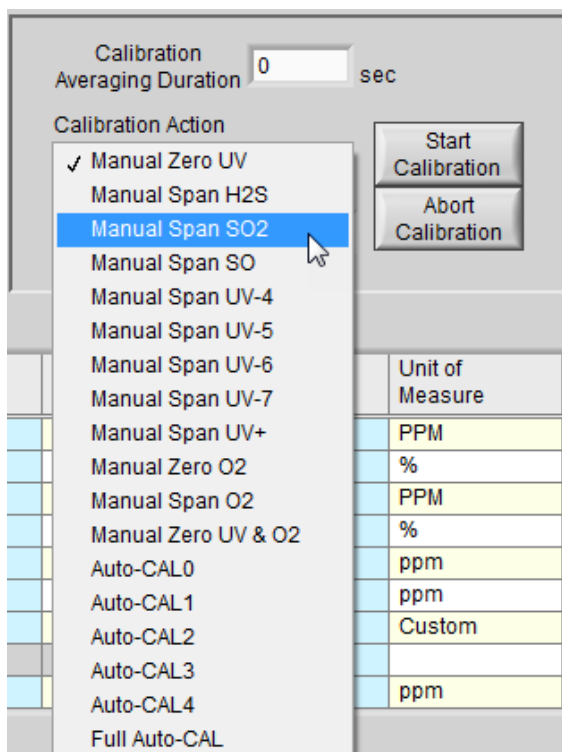 Calibration
Averaging Duration
0
sec
Calibration Action
✓ Manual Zero UV
Manual Span H2S
Manual Span SO2
Manual Span SO
Manual Span UV-4
Manual Span UV-5
Manual Span UV-6
Manual Span UV-7
Manual Span UV+
Manual Zero O2
Manual Span O2
Manual Zero UV & O2
Auto-CAL0
Auto-CAL1
Auto-CAL2
Auto-CAL3
Auto-CAL4
Full Auto-CAL
Start
Calibration
Abort
Calibration
Unit of
Measure
PPM
%
PPM
%
ppm
ppm
Custom
ppm